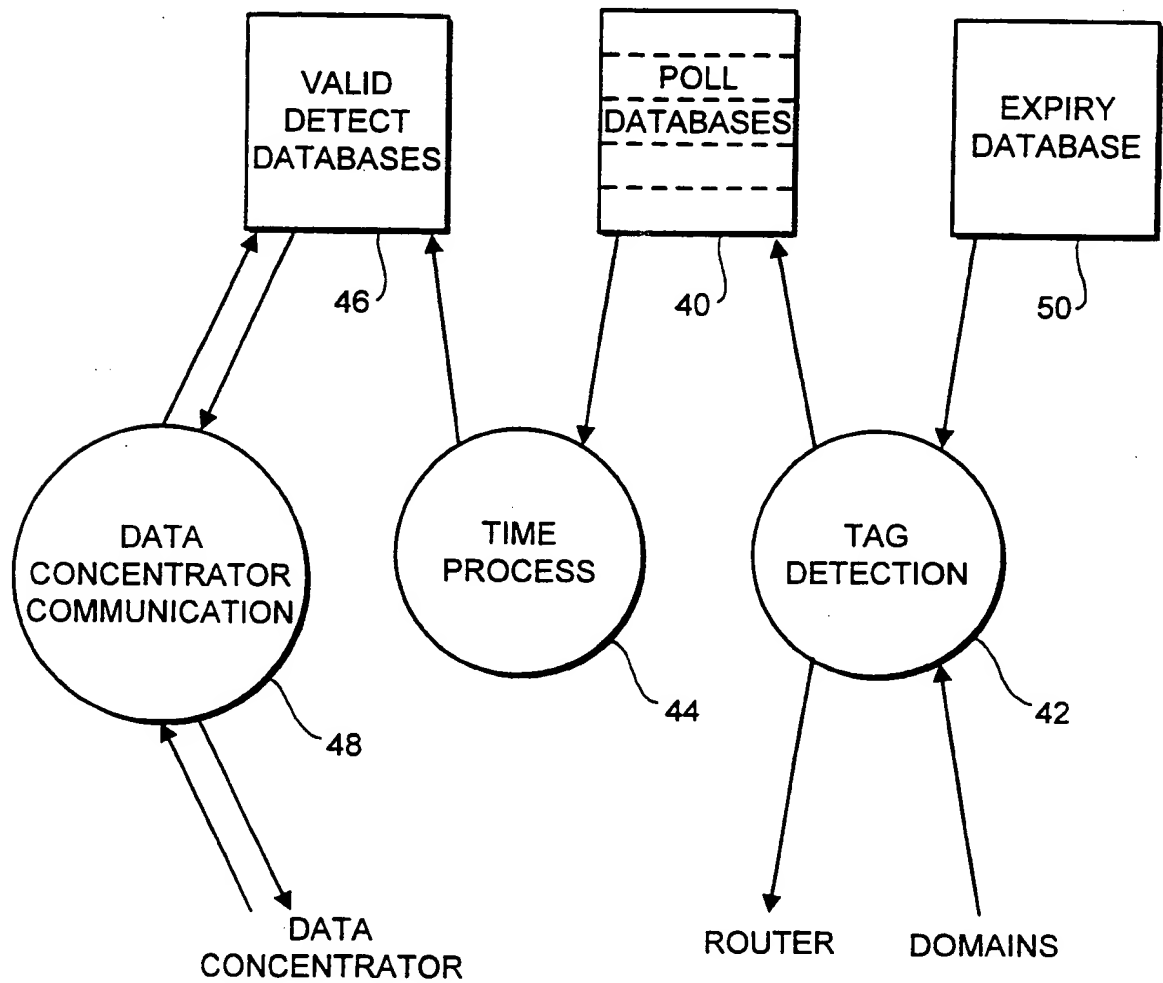 VALID
DETECT
DATABASES
POLL
DATABASES
EXPIRY
DATABASE
46
40
50
DATA
CONCENTRATOR
COMMUNICATION
TIME
PROCESS
TAG
DETECTION
48
44
42
DATA
CONCENTRATOR
ROUTER
DOMAINS